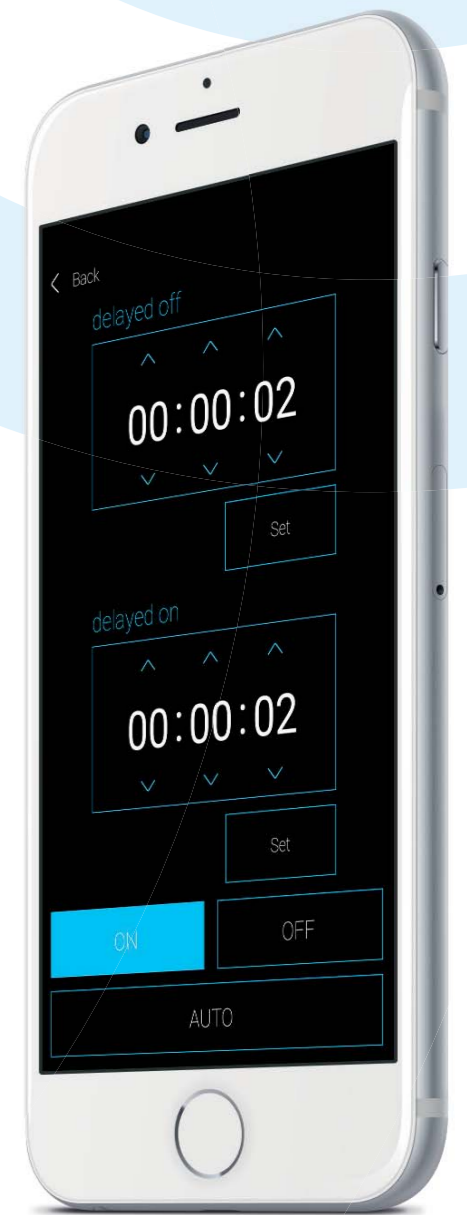 Back
delayed off
00:00:02
Set
delayed on
00:00:02
Set
ON OFF
AUTO